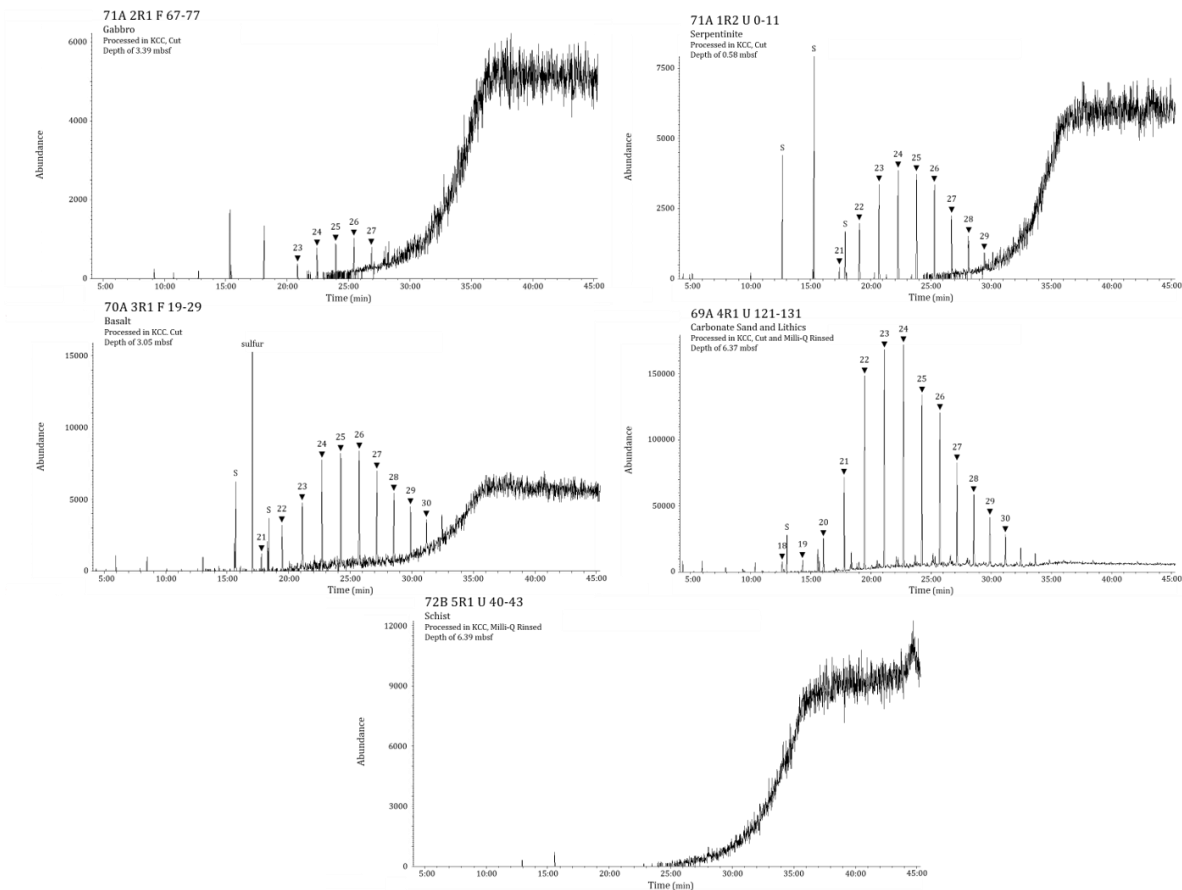 71A 2R1 F 67-77
Gabbro
Processed in KCC, Cut
Depth of 3.39 mbsf
6000
4000
2000
0
Abundance
23
24
25
26
27
5:00
10:00
15:00
20:00
25:00
30:00
35:00
40:00
45:00
Time (min)
71A 1R2 U 0-11
Serpentinite
Processed in KCC, Cut
Depth of 0.58 mbsf
7500
5000
2500
0
Abundance
S
S
S
21
22
23
24
25
26
27
28
29
5:00
10:00
15:00
20:00
25:00
30:00
35:00
40:00
45:00
Time (min)
70A 3R1 F 19-29
Basalt
Processed in KCC. Cut
Depth of 3.05 mbsf
15000
10000
5000
0
Abundance
S
sulfur
S
21
22
23
24
25
26
27
28
29
30
5:00
10:00
15:00
20:00
25:00
30:00
35:00
40:00
45:00
Time (min)
69A 4R1 U 121-131
Carbonate Sand and Lithics
Processed in KCC, Cut and Milli-Q Rinsed
Depth of 6.37 mbsf
150000
100000
50000
0
Abundance
18
S
19
20
21
22
23
24
25
26
27
28
29
30
5:00
10:00
15:00
20:00
25:00
30:00
35:00
40:00
45:00
Time (min)
72B 5R1 U 40-43
Schist
Processed in KCC, Milli-Q Rinsed
Depth of 6.39 mbsf
12000
9000
6000
3000
0
Abundance
5:00
10:00
15:00
20:00
25:00
30:00
35:00
40:00
45:00
Time (min)